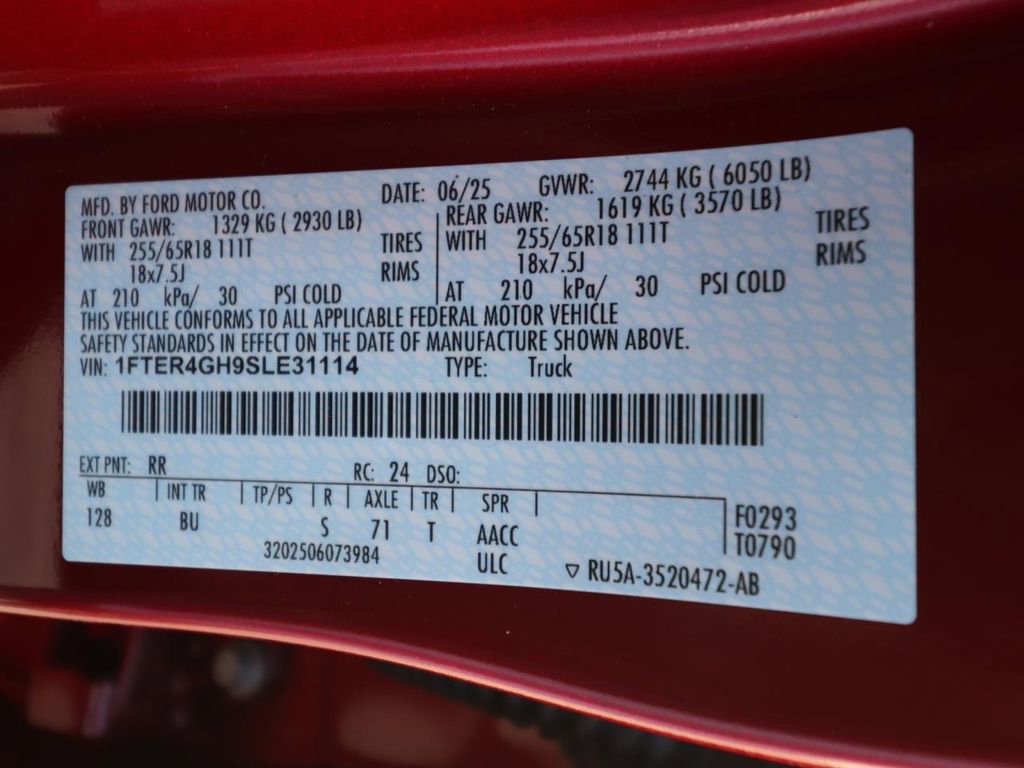 MFD. BY FORD MOTOR CO. DATE: 06/25 GVWR: 2744 KG ( 6050 LB)
FRONT GAWR: 1329 KG ( 2930 LB) REAR GAWR: 1619 KG ( 3570 LB)
WITH 255/65R18 111T TIRES WITH 255/65R18 111T TIRES
18x7.5J RIMS 18x7.5J RIMS
AT 210 kPa/ 30 PSI COLD AT 210 kPa/ 30 PSI COLD
THIS VEHICLE CONFORMS TO ALL APPLICABLE FEDERAL MOTOR VEHICLE
SAFETY STANDARDS IN EFFECT ON THE DATE OF MANUFACTURE SHOWN ABOVE.
VIN: 1FTER4GH9SLE31114 TYPE: Truck
EXT PNT: RR RC: 24 DSO:
WB INT TR TP/PS R AXLE TR SPR
128 BU S 71 T AACC F0293
3202506073984 ULC T0790
▽ RU5A-3520472-AB